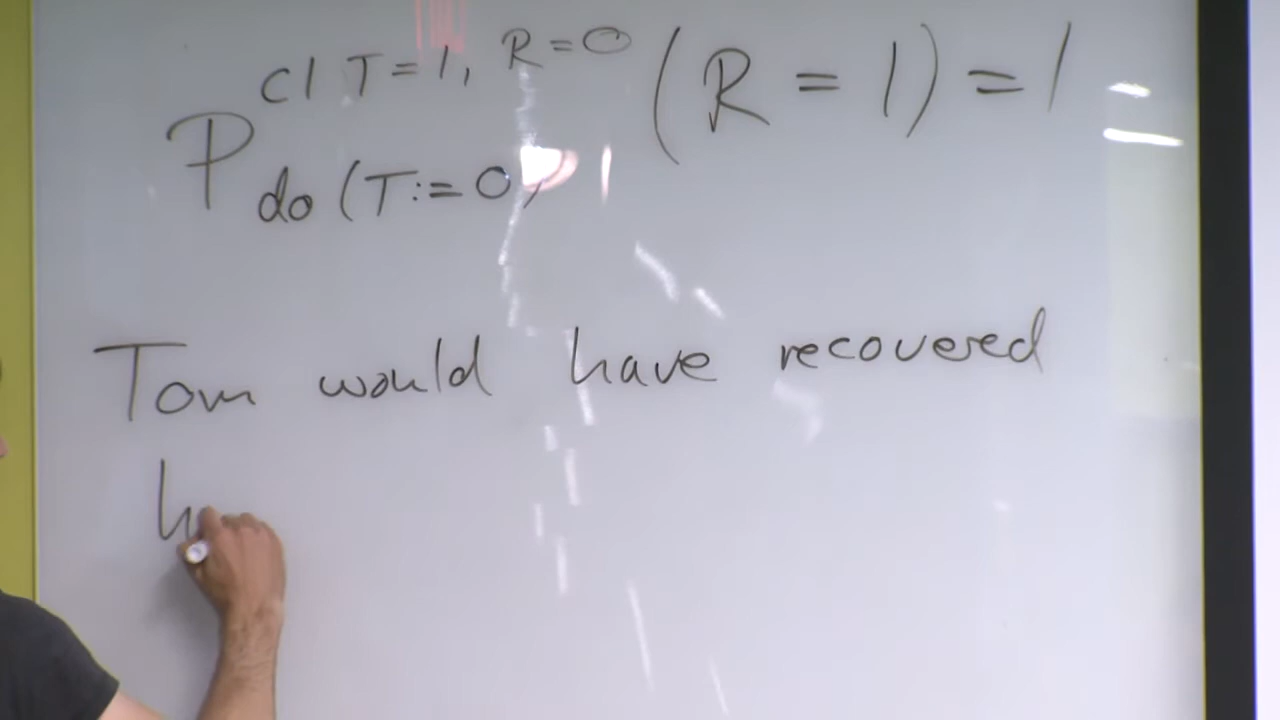 C | T = 1, R = 0
P do (T := 0) (R = 1) = 1
Tom would have recovered
h